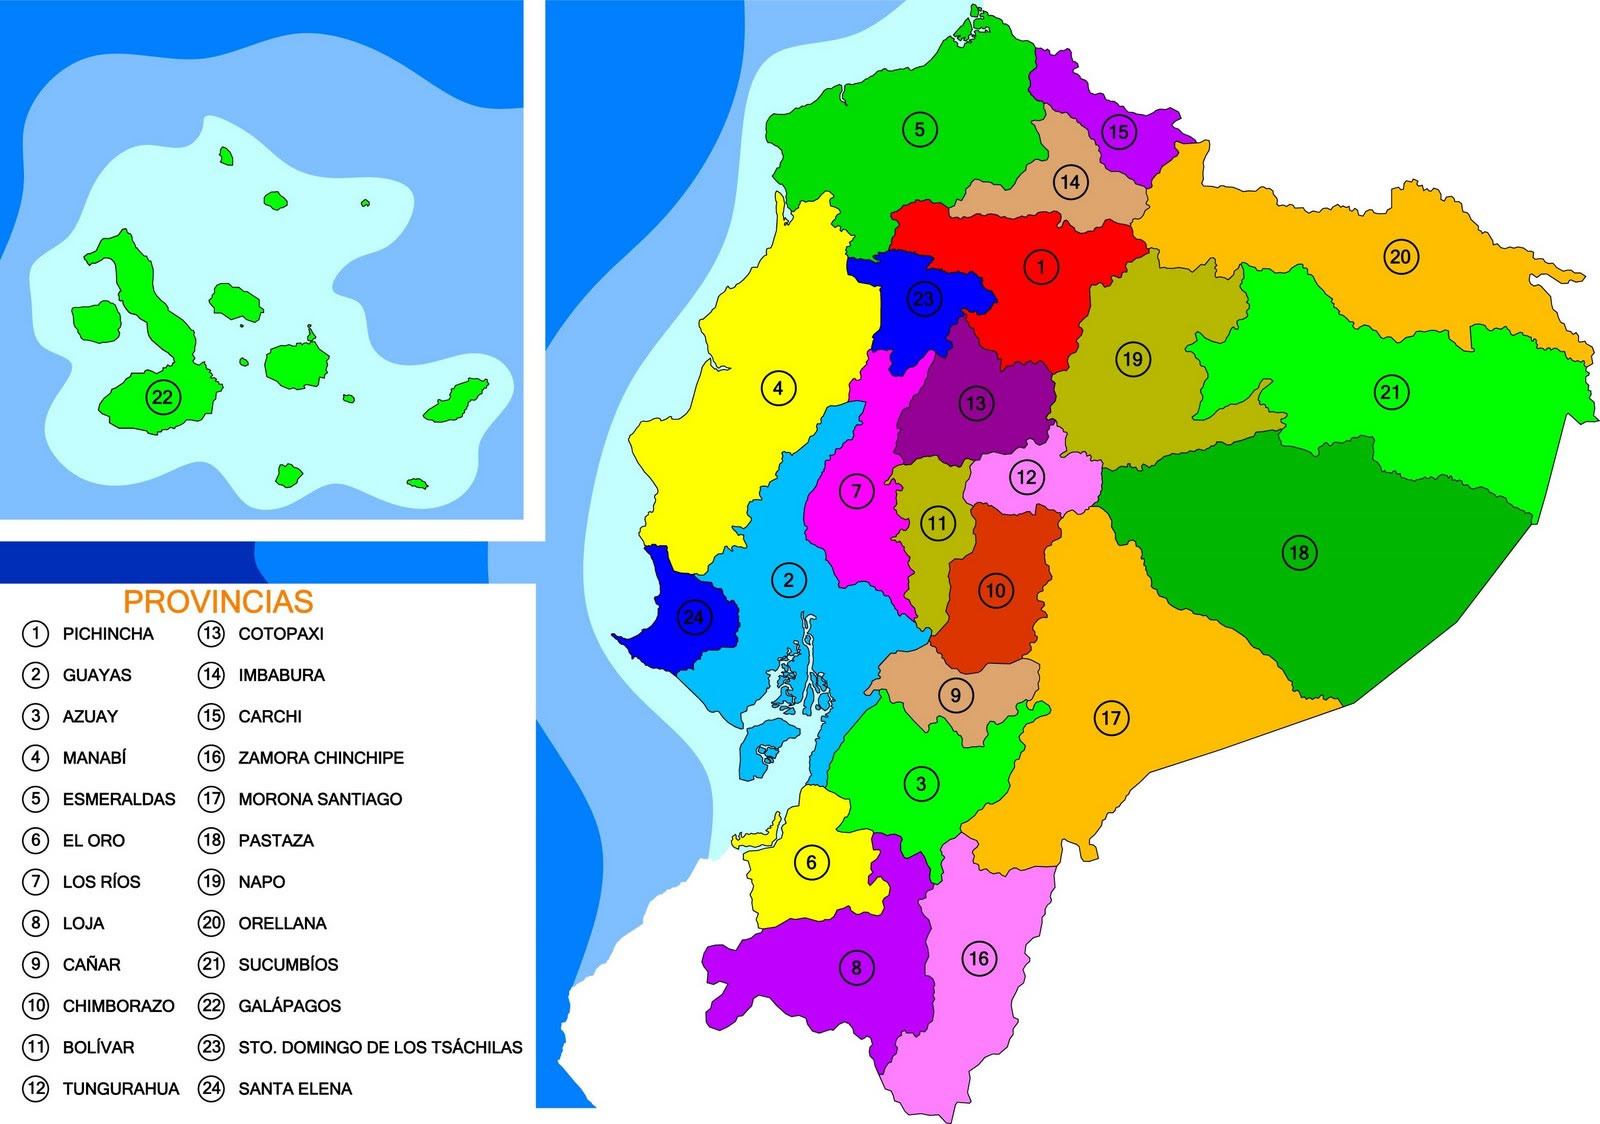 PROVINCIAS
1 PICHINCHA
2 GUAYAS
3 AZUAY
4 MANABÍ
5 ESMERALDAS
6 EL ORO
7 LOS RÍOS
8 LOJA
9 CAÑAR
10 CHIMBORAZO
11 BOLÍVAR
12 TUNGURAHUA
13 COTOPAXI
14 IMBABURA
15 CARCHI
16 ZAMORA CHINCHIPE
17 MORONA SANTIAGO
18 PASTAZA
19 NAPO
20 ORELLANA
21 SUCUMBÍOS
22 GALÁPAGOS
23 STO. DOMINGO DE LOS TSÁCHILAS
24 SANTA ELENA
22
5
15
14
20
1
23
19
4
21
13
12
7
11
18
2
10
24
9
17
3
6
16
8